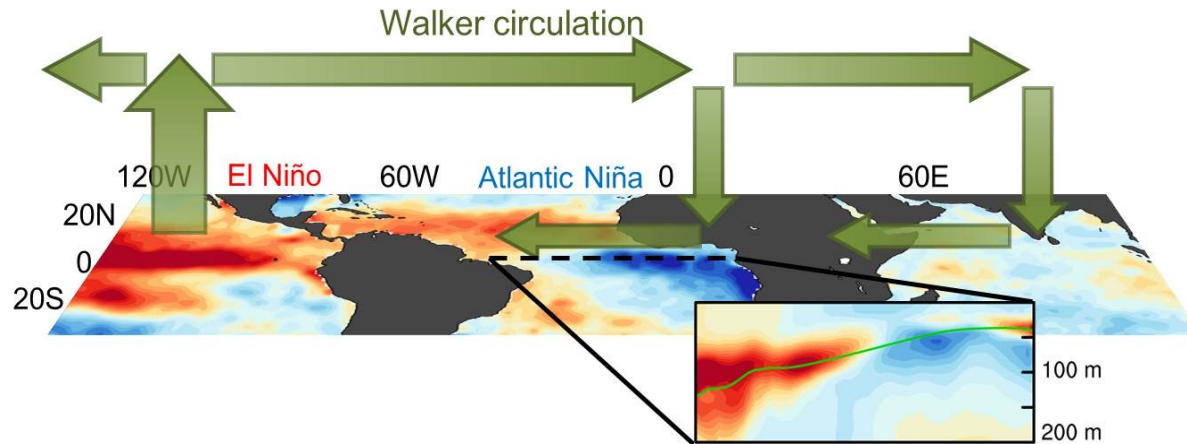 Walker circulation
120W El Niño 60W Atlantic Niña 0 60E
20N
0
20S
100 m
200 m